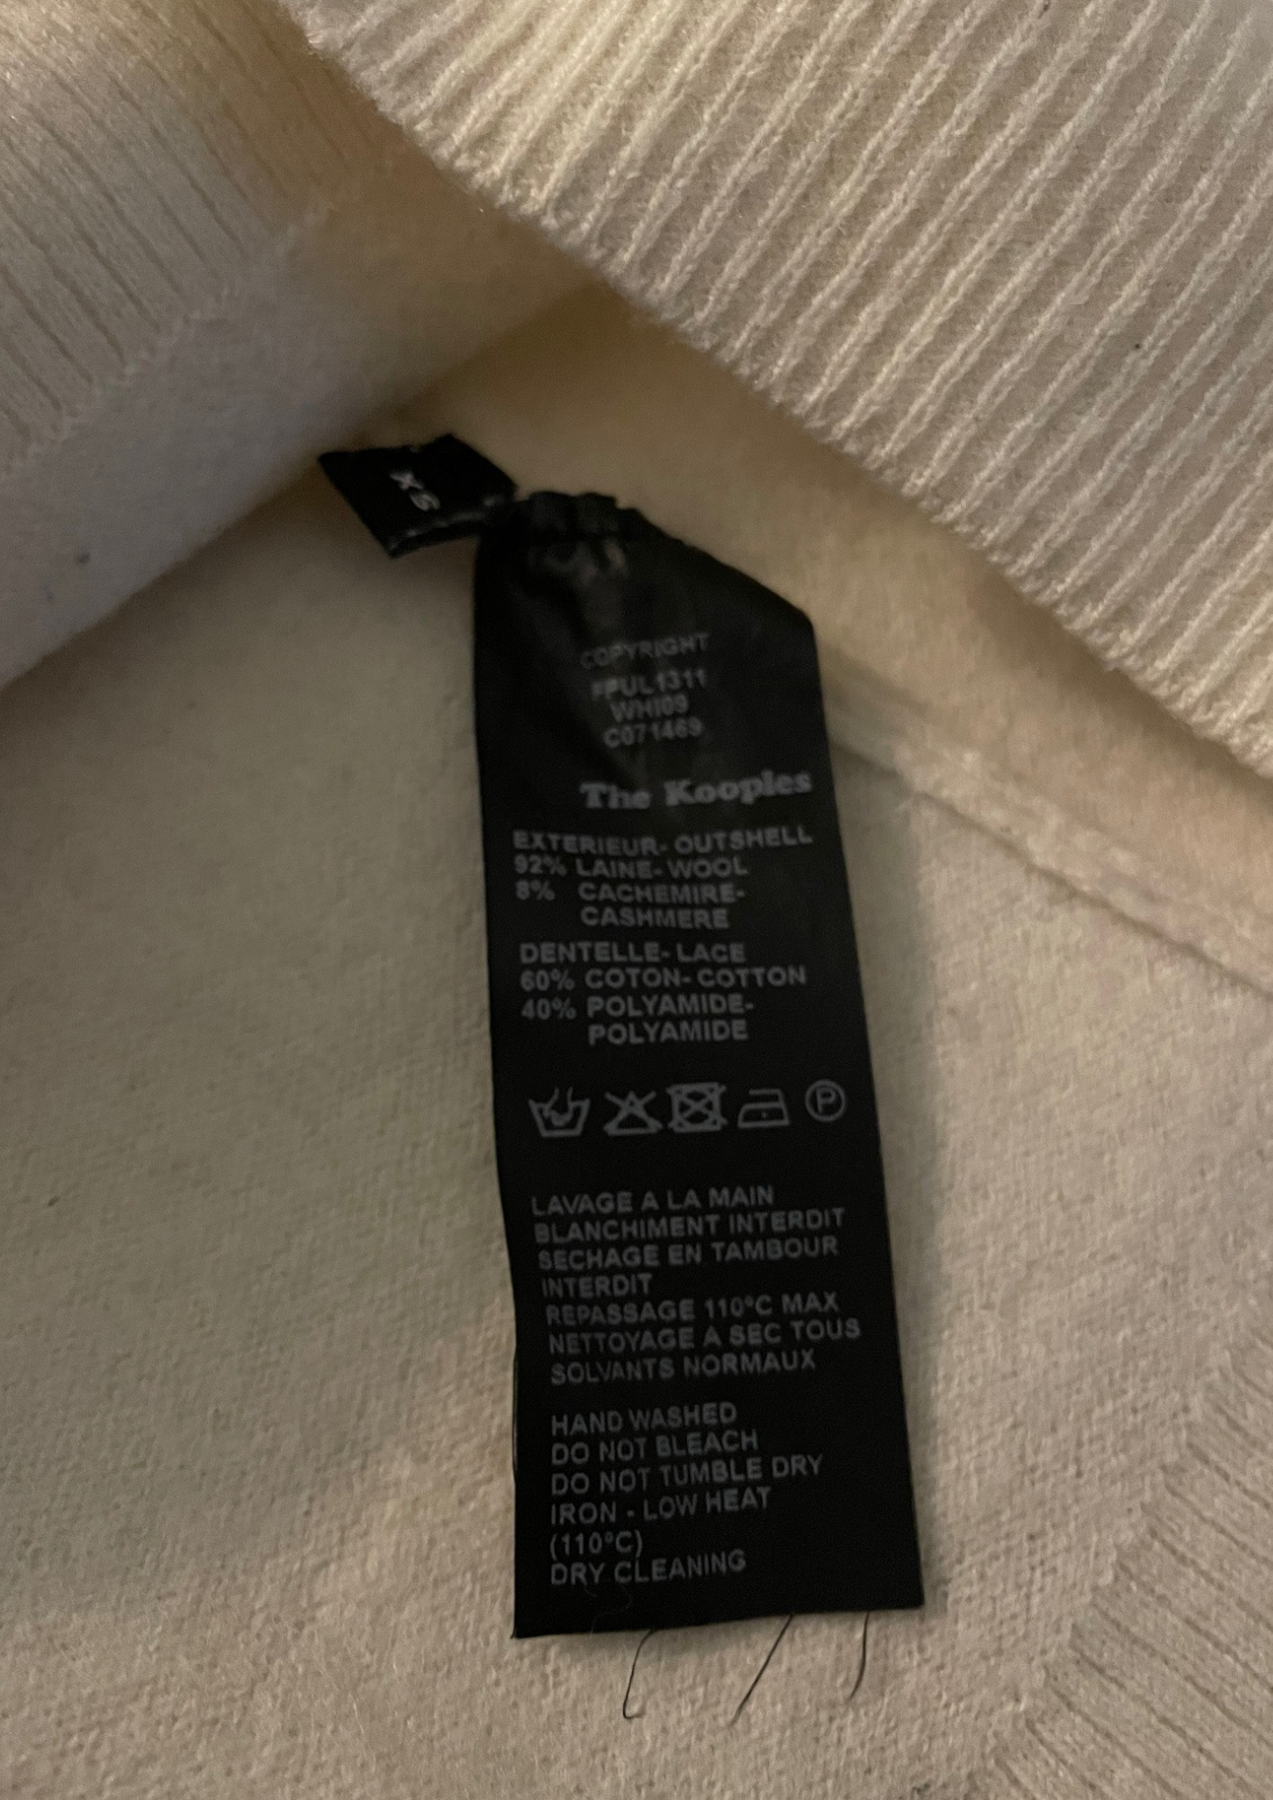 XS
COPYRIGHT
FPUL1311
WHI09
C071469
The Kooples
EXTERIEUR- OUTSHELL
92% LAINE- WOOL
8% CACHEMIRE-
CASHMERE
DENTELLE- LACE
60% COTON- COTTON
40% POLYAMIDE-
POLYAMIDE
P
LAVAGE A LA MAIN
BLANCHIMENT INTERDIT
SECHAGE EN TAMBOUR
INTERDIT
REPASSAGE 110°C MAX
NETTOYAGE A SEC TOUS
SOLVANTS NORMAUX
HAND WASHED
DO NOT BLEACH
DO NOT TUMBLE DRY
IRON - LOW HEAT
(110°C)
DRY CLEANING